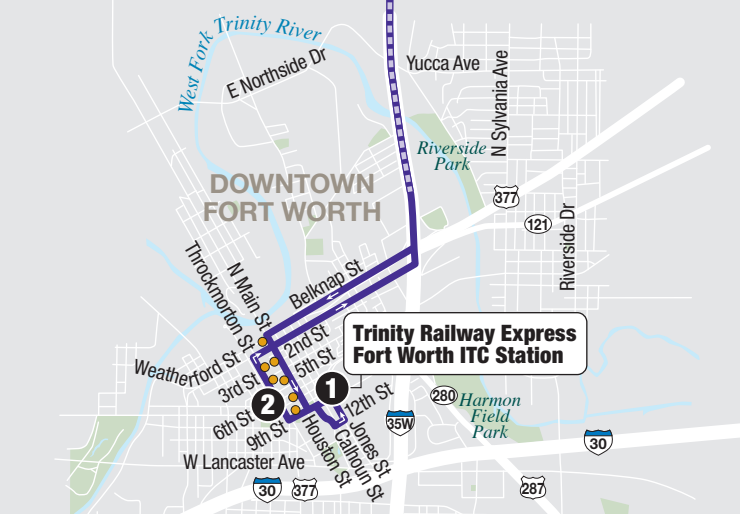 West Fork Trinity River
E Northside Dr
Yucca Ave
N Sylvania Ave
Riverside
Park
DOWNTOWN
FORT WORTH
377
121
Riverside Dr
Belknap St
N Main St
Throckmorton St
2nd St
Trinity Railway Express
Fort Worth ITC Station
Weatherford St
5th St
3rd St
1
2
12th St
280
Harmon
Field
Park
6th St
9th St
35W
30
Houston St
Calhoun St
Jones St
W Lancaster Ave
30
377
287